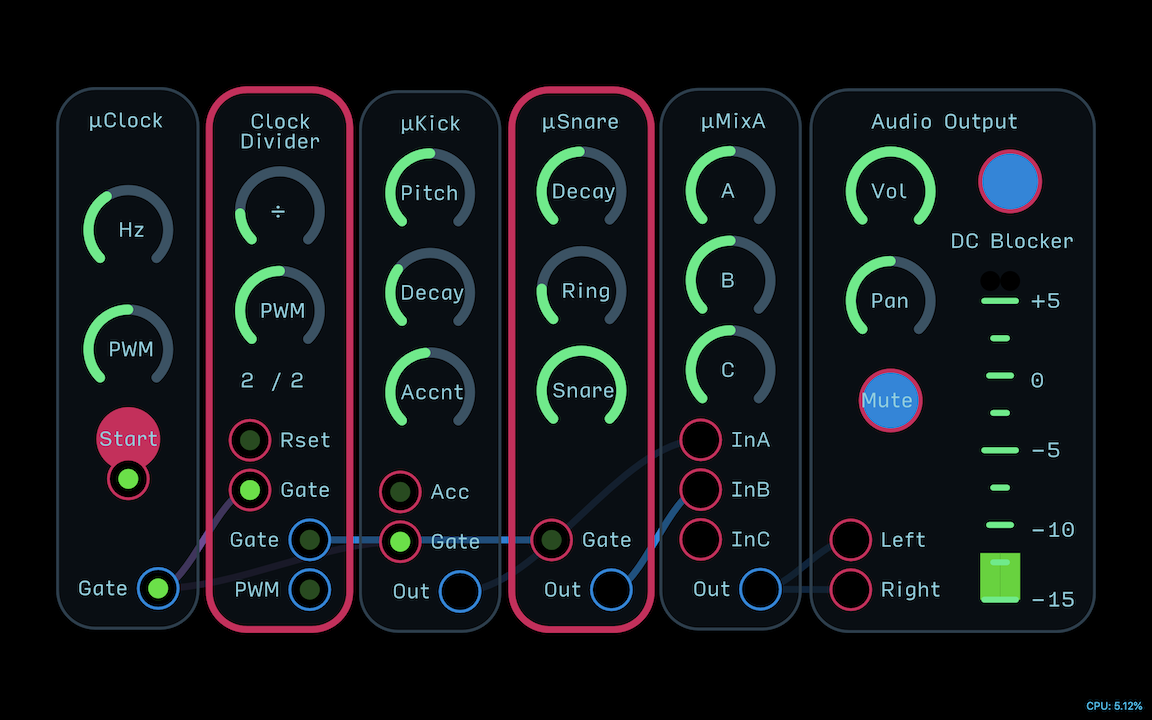 µClock
Hz
PWM
Start
Gate
Clock
Divider
÷
PWM
2 / 2
Rset
Gate
Gate
PWM
µKick
Pitch
Decay
Accnt
Acc
Gate
Out
µSnare
Decay
Ring
Snare
Gate
Out
µMixA
A
B
C
InA
InB
InC
Out
Audio Output
Vol
DC Blocker
Pan
Mute
+5
0
−5
−10
−15
Left
Right
CPU: 5.12%